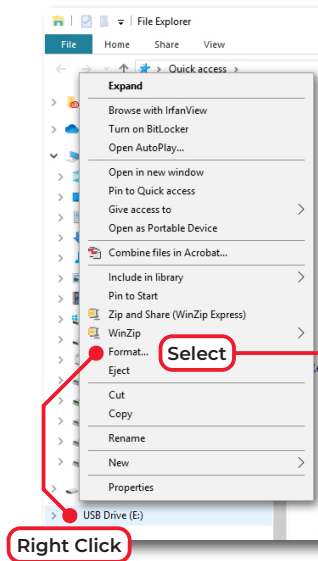 File Explorer
File Home Share View
Quick access
Expand
Browse with IrfanView
Turn on BitLocker
Open AutoPlay...
Open in new window
Pin to Quick access
Give access to
Open as Portable Device
Combine files in Acrobat...
Include in library
Pin to Start
Zip and Share (WinZip Express)
WinZip
Format...
Select
Eject
Cut
Copy
Rename
New
Properties
USB Drive (E:)
Right Click